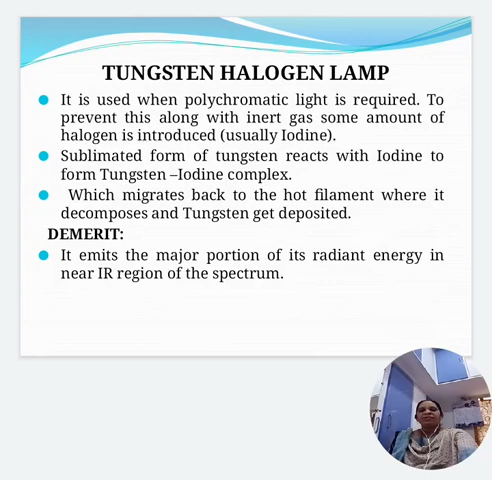 TUNGSTEN HALOGEN LAMP
It is used when polychromatic light is required. To
prevent this along with inert gas some amount of
halogen is introduced (usually Iodine).
Sublimated form of tungsten reacts with Iodine to
form Tungsten –Iodine complex.
Which migrates back to the hot filament where it
decomposes and Tungsten get deposited.
DEMERIT:
It emits the major portion of its radiant energy in
near IR region of the spectrum.